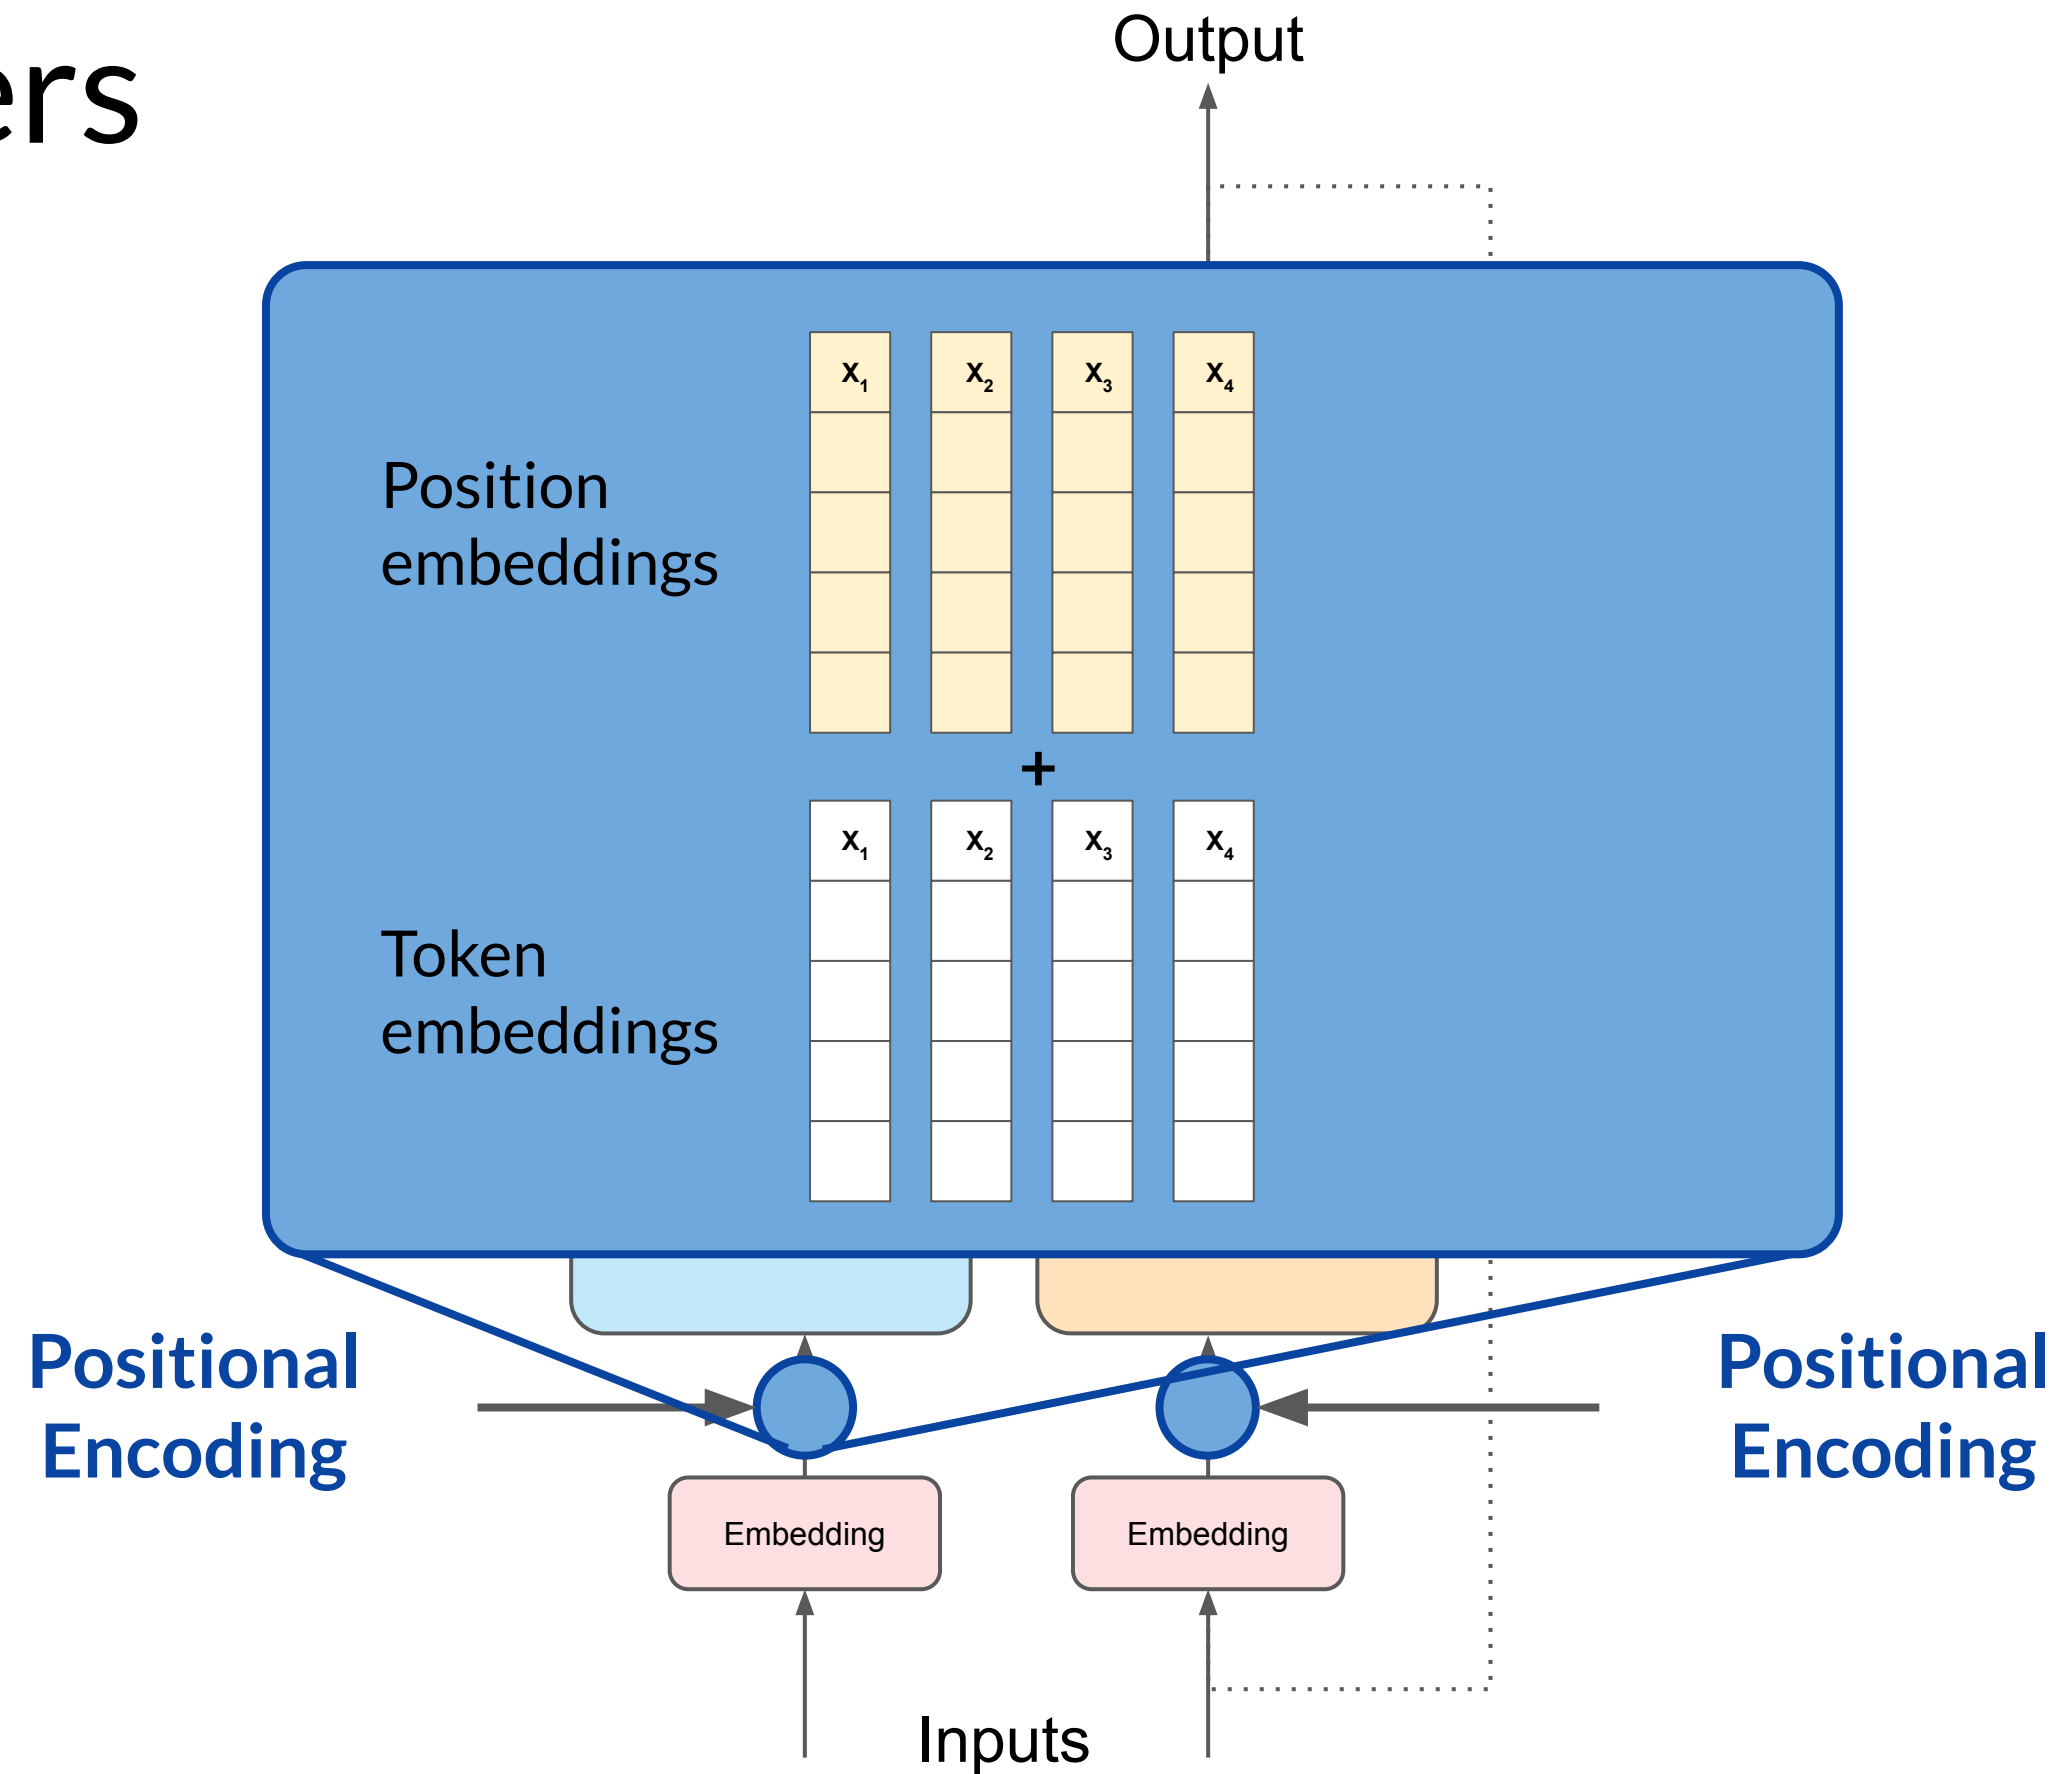 Output
ers
x1 x2 x3 x4
Position
embeddings
+
x1 x2 x3 x4
Token
embeddings
Positional
Encoding
Positional
Encoding
Embedding Embedding
Inputs